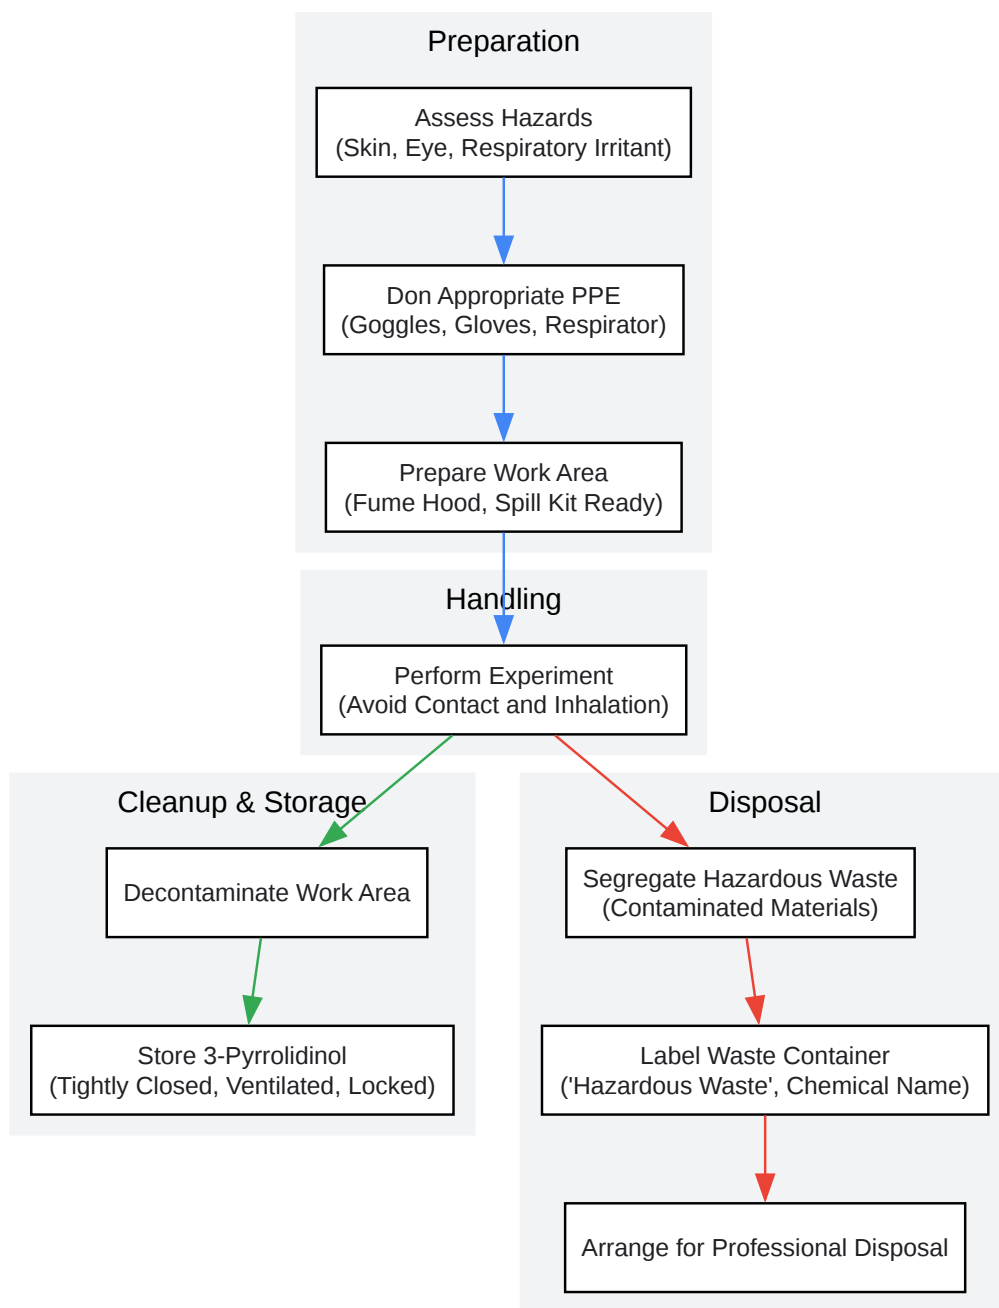 Preparation
Assess Hazards
(Skin, Eye, Respiratory Irritant)
Don Appropriate PPE
(Goggles, Gloves, Respirator)
Prepare Work Area
(Fume Hood, Spill Kit Ready)
Handling
Perform Experiment
(Avoid Contact and Inhalation)
Cleanup & Storage
Decontaminate Work Area
Store 3-Pyrrolidinol
(Tightly Closed, Ventilated, Locked)
Disposal
Segregate Hazardous Waste
(Contaminated Materials)
Label Waste Container
('Hazardous Waste', Chemical Name)
Arrange for Professional Disposal